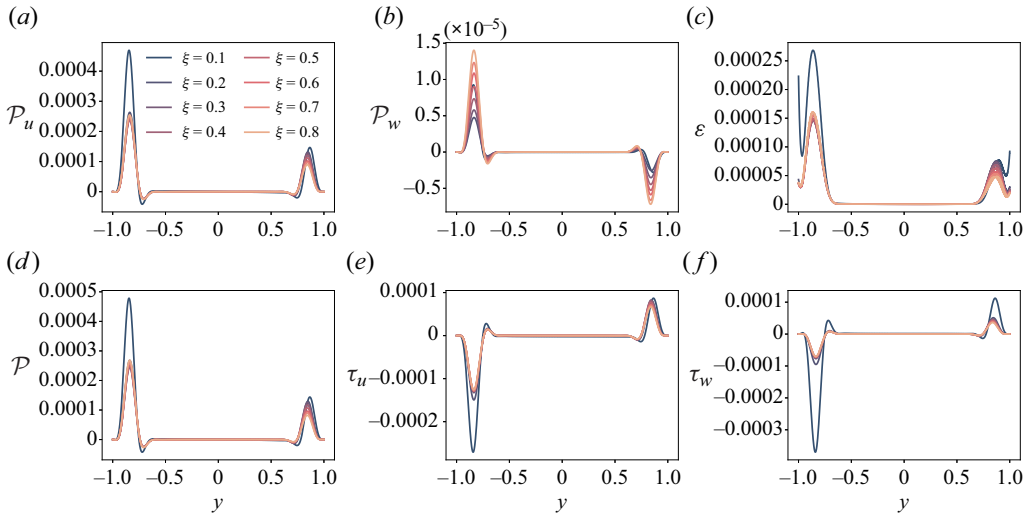 (a) (b) (c)
(×10–5)
𝒫u 0.0004 0.0003 0.0002 0.0001 0
ξ = 0.1 ξ = 0.5
ξ = 0.2 ξ = 0.6
ξ = 0.3 ξ = 0.7
ξ = 0.4 ξ = 0.8
–1.0 –0.5 0 0.5 1.0
𝒫w 1.5 1.0 0.5 0 –0.5
–1.0 –0.5 0 0.5 1.0
ε 0.00025 0.00020 0.00015 0.00010 0.00005 0
–1.0 –0.5 0 0.5 1.0
(d) (e) (f)
𝒫 0.0005 0.0004 0.0003 0.0002 0.0001 0
–1.0 –0.5 0 0.5 1.0
y
τu 0.0001 0 –0.0001 –0.0002
–1.0 –0.5 0 0.5 1.0
y
τw 0.0001 0 –0.0001 –0.0002 –0.0003
–1.0 –0.5 0 0.5 1.0
y